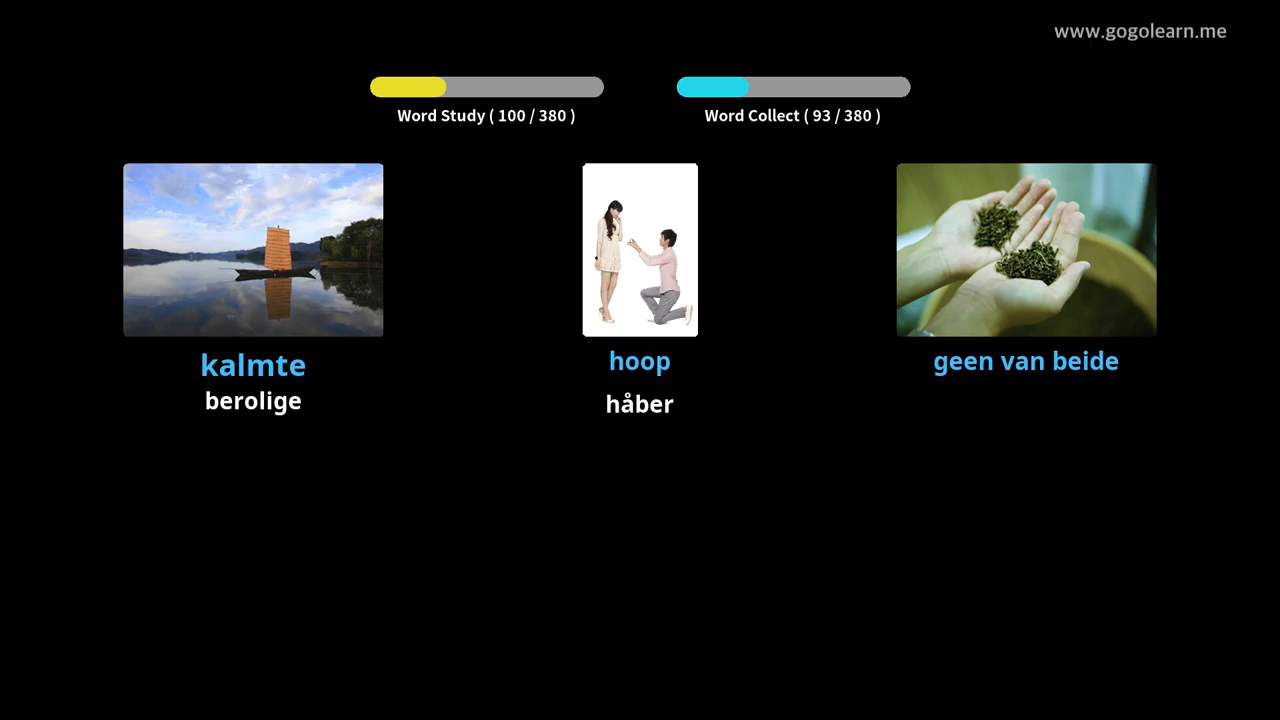 www.gogolearn.me
Word Study ( 100 / 380 )
Word Collect ( 93 / 380 )
kalmte
berolige
hoop
håber
geen van beide